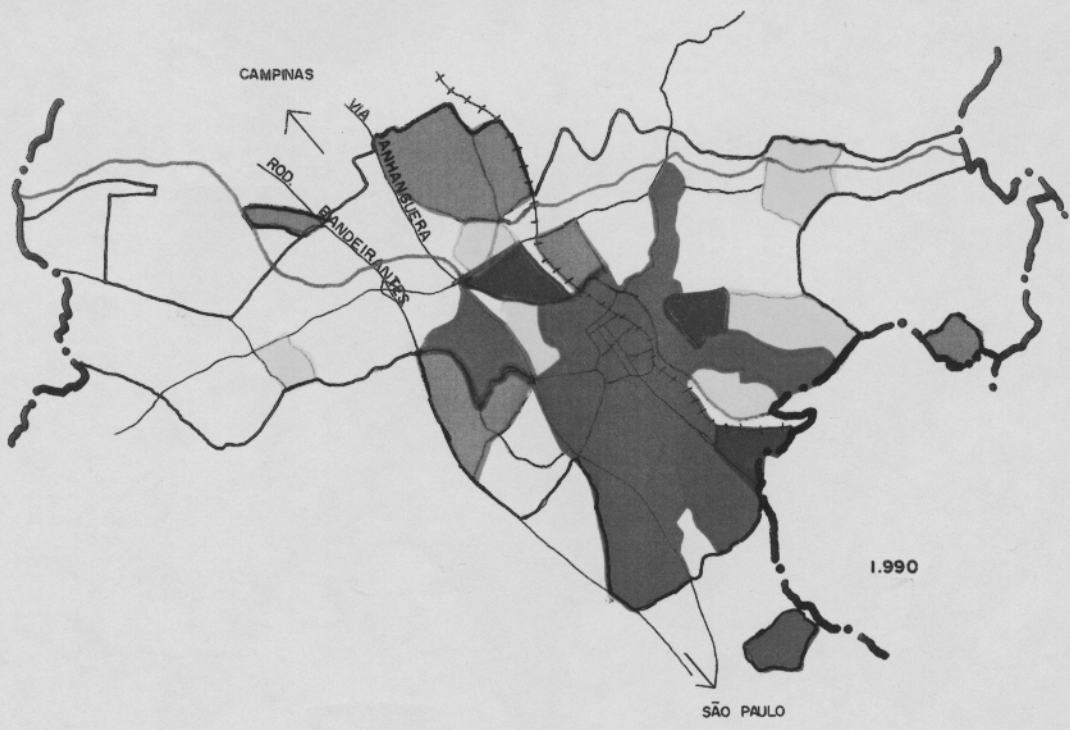 CAMPINAS
VIA
ANHANGUERA
ROD.
BANDEIRANTES
1.990
SÃO PAULO